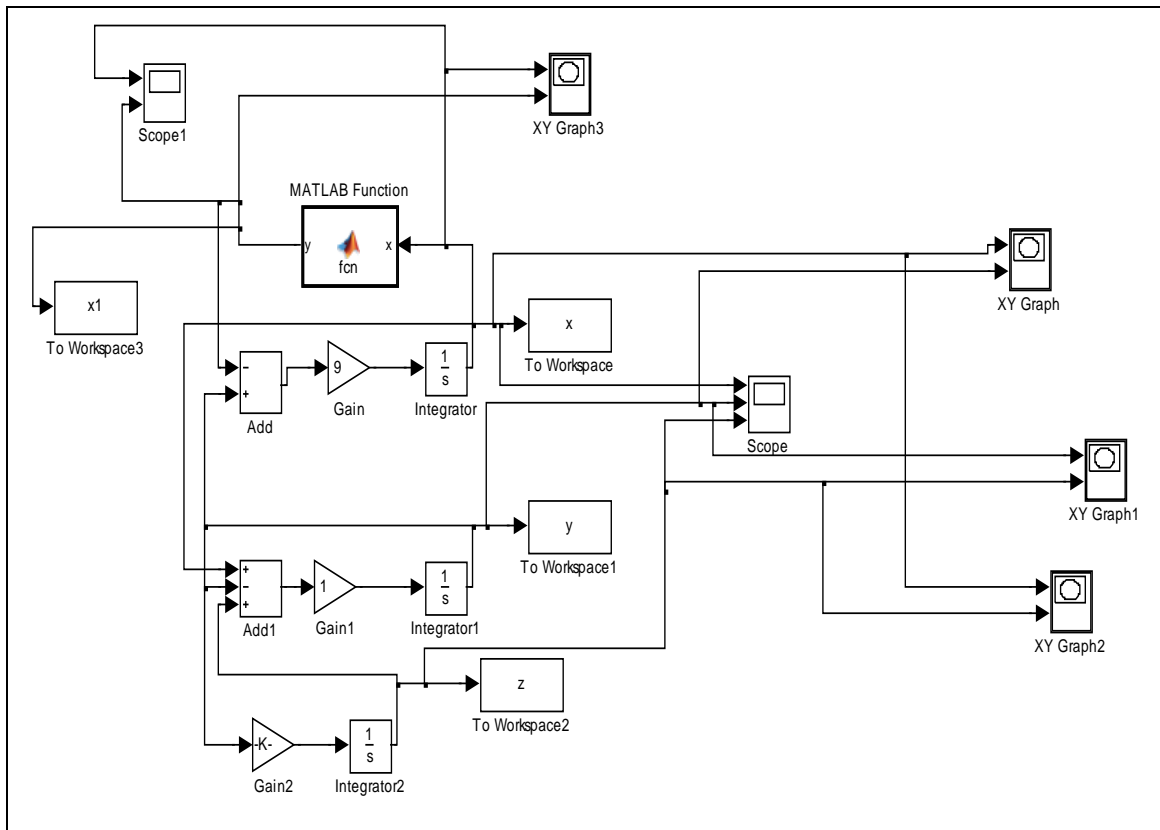 Scope1
XY Graph3
MATLAB Function
y
x
fcn
XY Graph
x1
To Workspace3
x
To Workspace
−
+
Add
9
Gain
1
s
Integrator
Scope
XY Graph1
y
To Workspace1
+
−
+
Add1
1
Gain1
1
s
Integrator1
XY Graph2
z
To Workspace2
-K-
Gain2
1
s
Integrator2